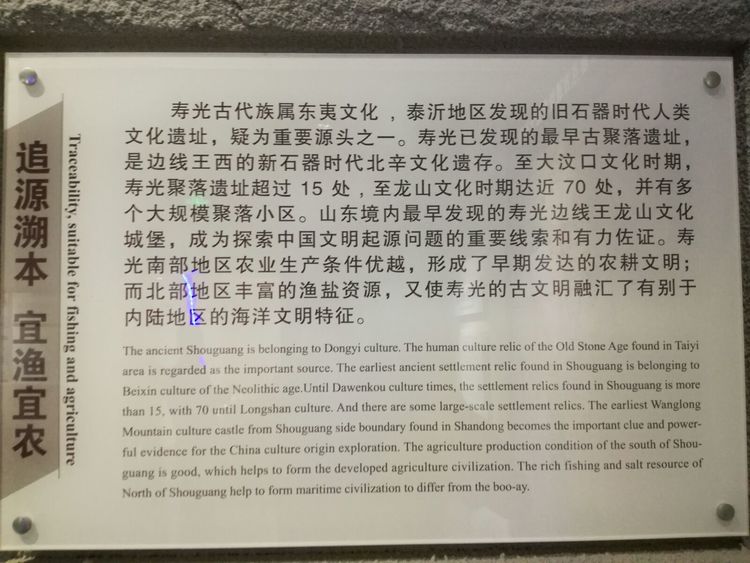 追源溯本 宜渔宜农
Traceability, suitable for fishing and agriculture
寿光古代族属东夷文化，泰沂地区发现的旧石器时代人类
文化遗址，疑为重要源头之一。寿光已发现的最早古聚落遗址，
是边线王西的新石器时代北辛文化遗存。至大汶口文化时期，
寿光聚落遗址超过 15 处，至龙山文化时期达近 70 处，并有多
个大规模聚落小区。山东境内最早发现的寿光边线王龙山文化
城堡，成为探索中国文明起源问题的重要线索和有力佐证。寿
光南部地区农业生产条件优越，形成了早期发达的农耕文明；
而北部地区丰富的渔盐资源，又使寿光的古文明融汇了有别于
内陆地区的海洋文明特征。
The ancient Shouguang is belonging to Dongyi culture. The human culture relic of the Old Stone Age found in Taiyi
area is regarded as the important source. The earliest ancient settlement relic found in Shouguang is belonging to
Beixin culture of the Neolithic age.Until Dawenkou culture times, the settlement relics found in Shouguang is more
than 15, with 70 until Longshan culture. And there are some large-scale settlement relics. The earliest Wanglong
Mountain culture castle from Shouguang side boundary found in Shandong becomes the important clue and power-
ful evidence for the China culture origin exploration. The agriculture production condition of the south of Shou-
guang is good, which helps to form the developed agriculture civilization. The rich fishing and salt resource of
North of Shouguang help to form maritime civilization to differ from the boo-ay.